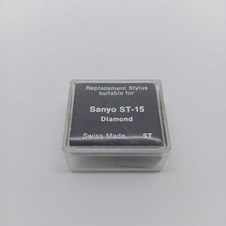 Replacement Stylus
suitable for
Sanyo ST-15
Diamond
Swiss Made ST